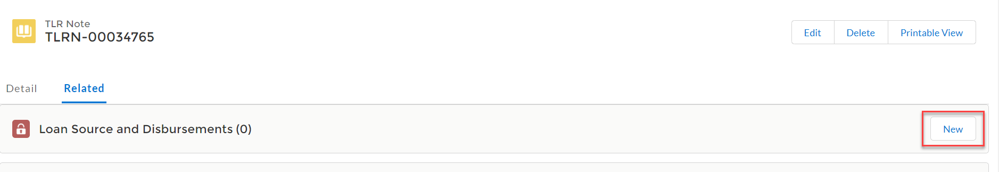 TLR Note
TLRN-00034765
Edit
Delete
Printable View
Detail
Related
Loan Source and Disbursements (0)
New